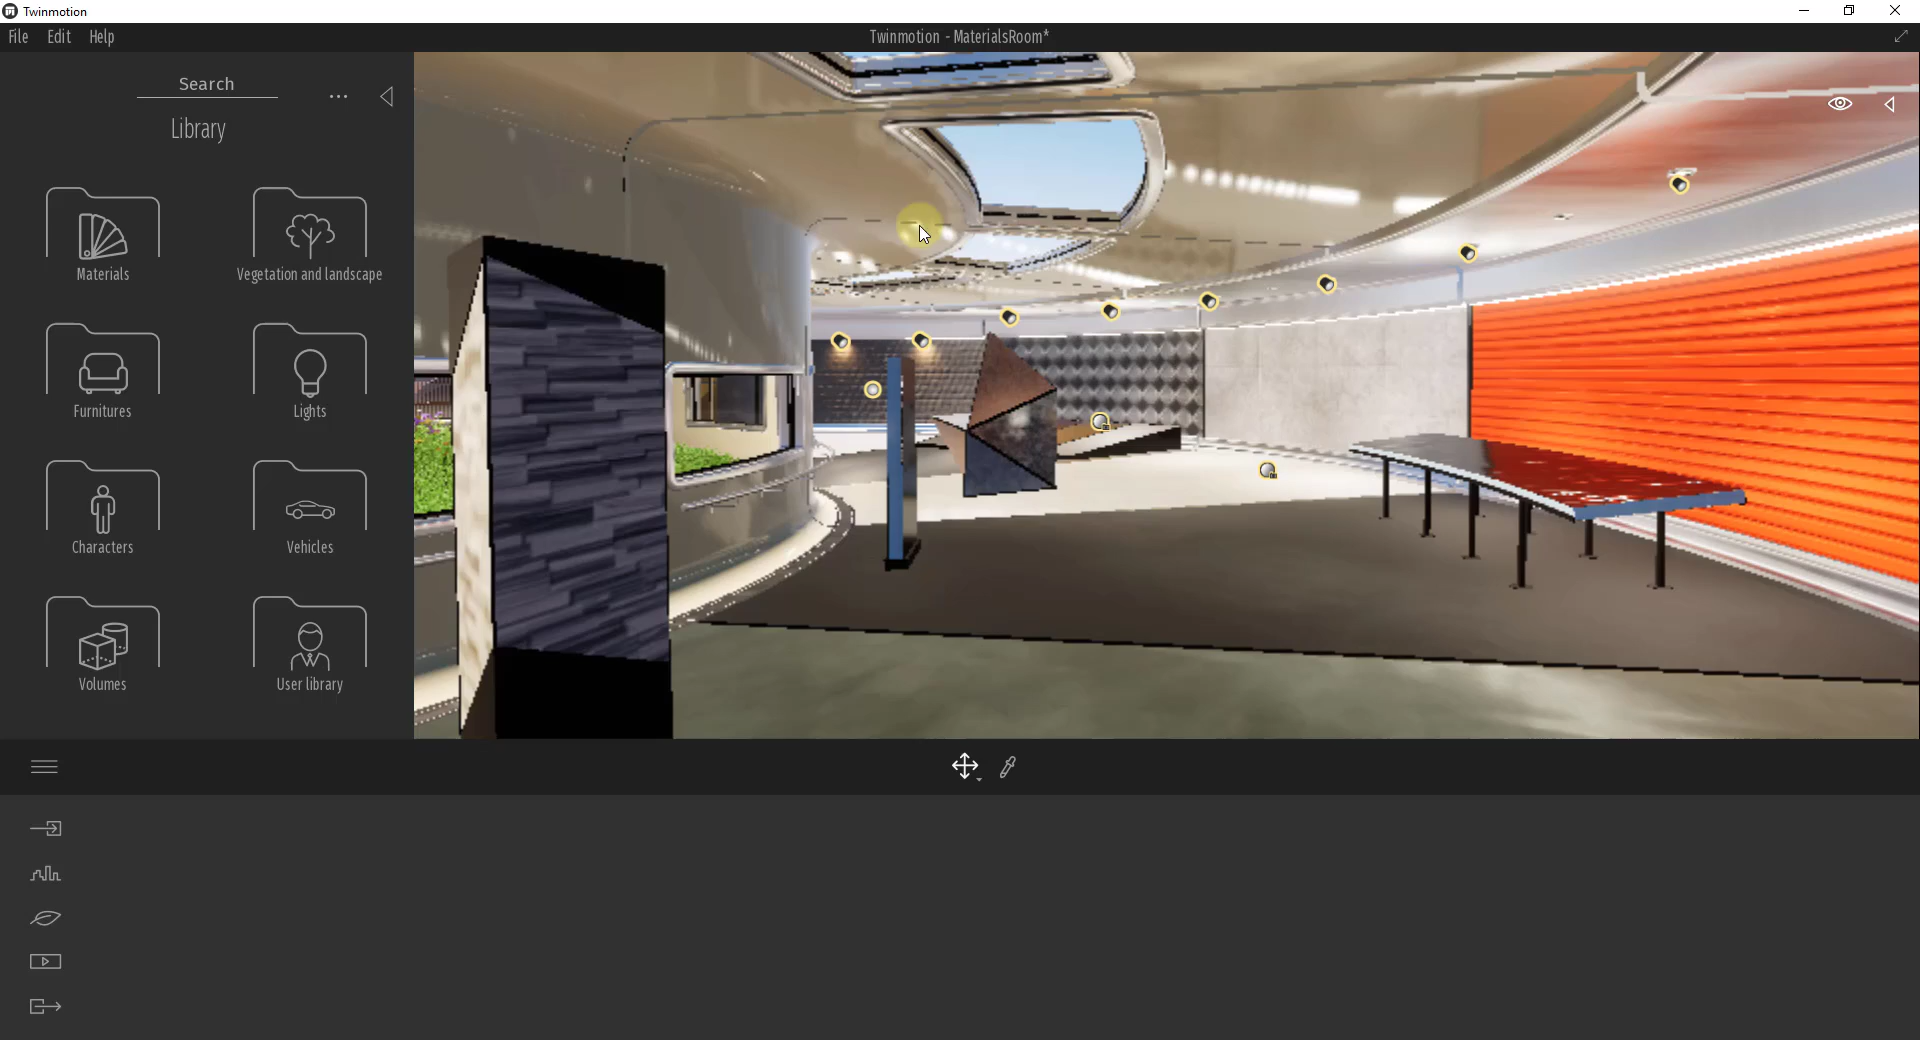 Twinmotion
File Edit Help
Twinmotion - MaterialsRoom*
Search
...
Library
Materials
Vegetation and landscape
Furnitures
Lights
Characters
Vehicles
Volumes
User library